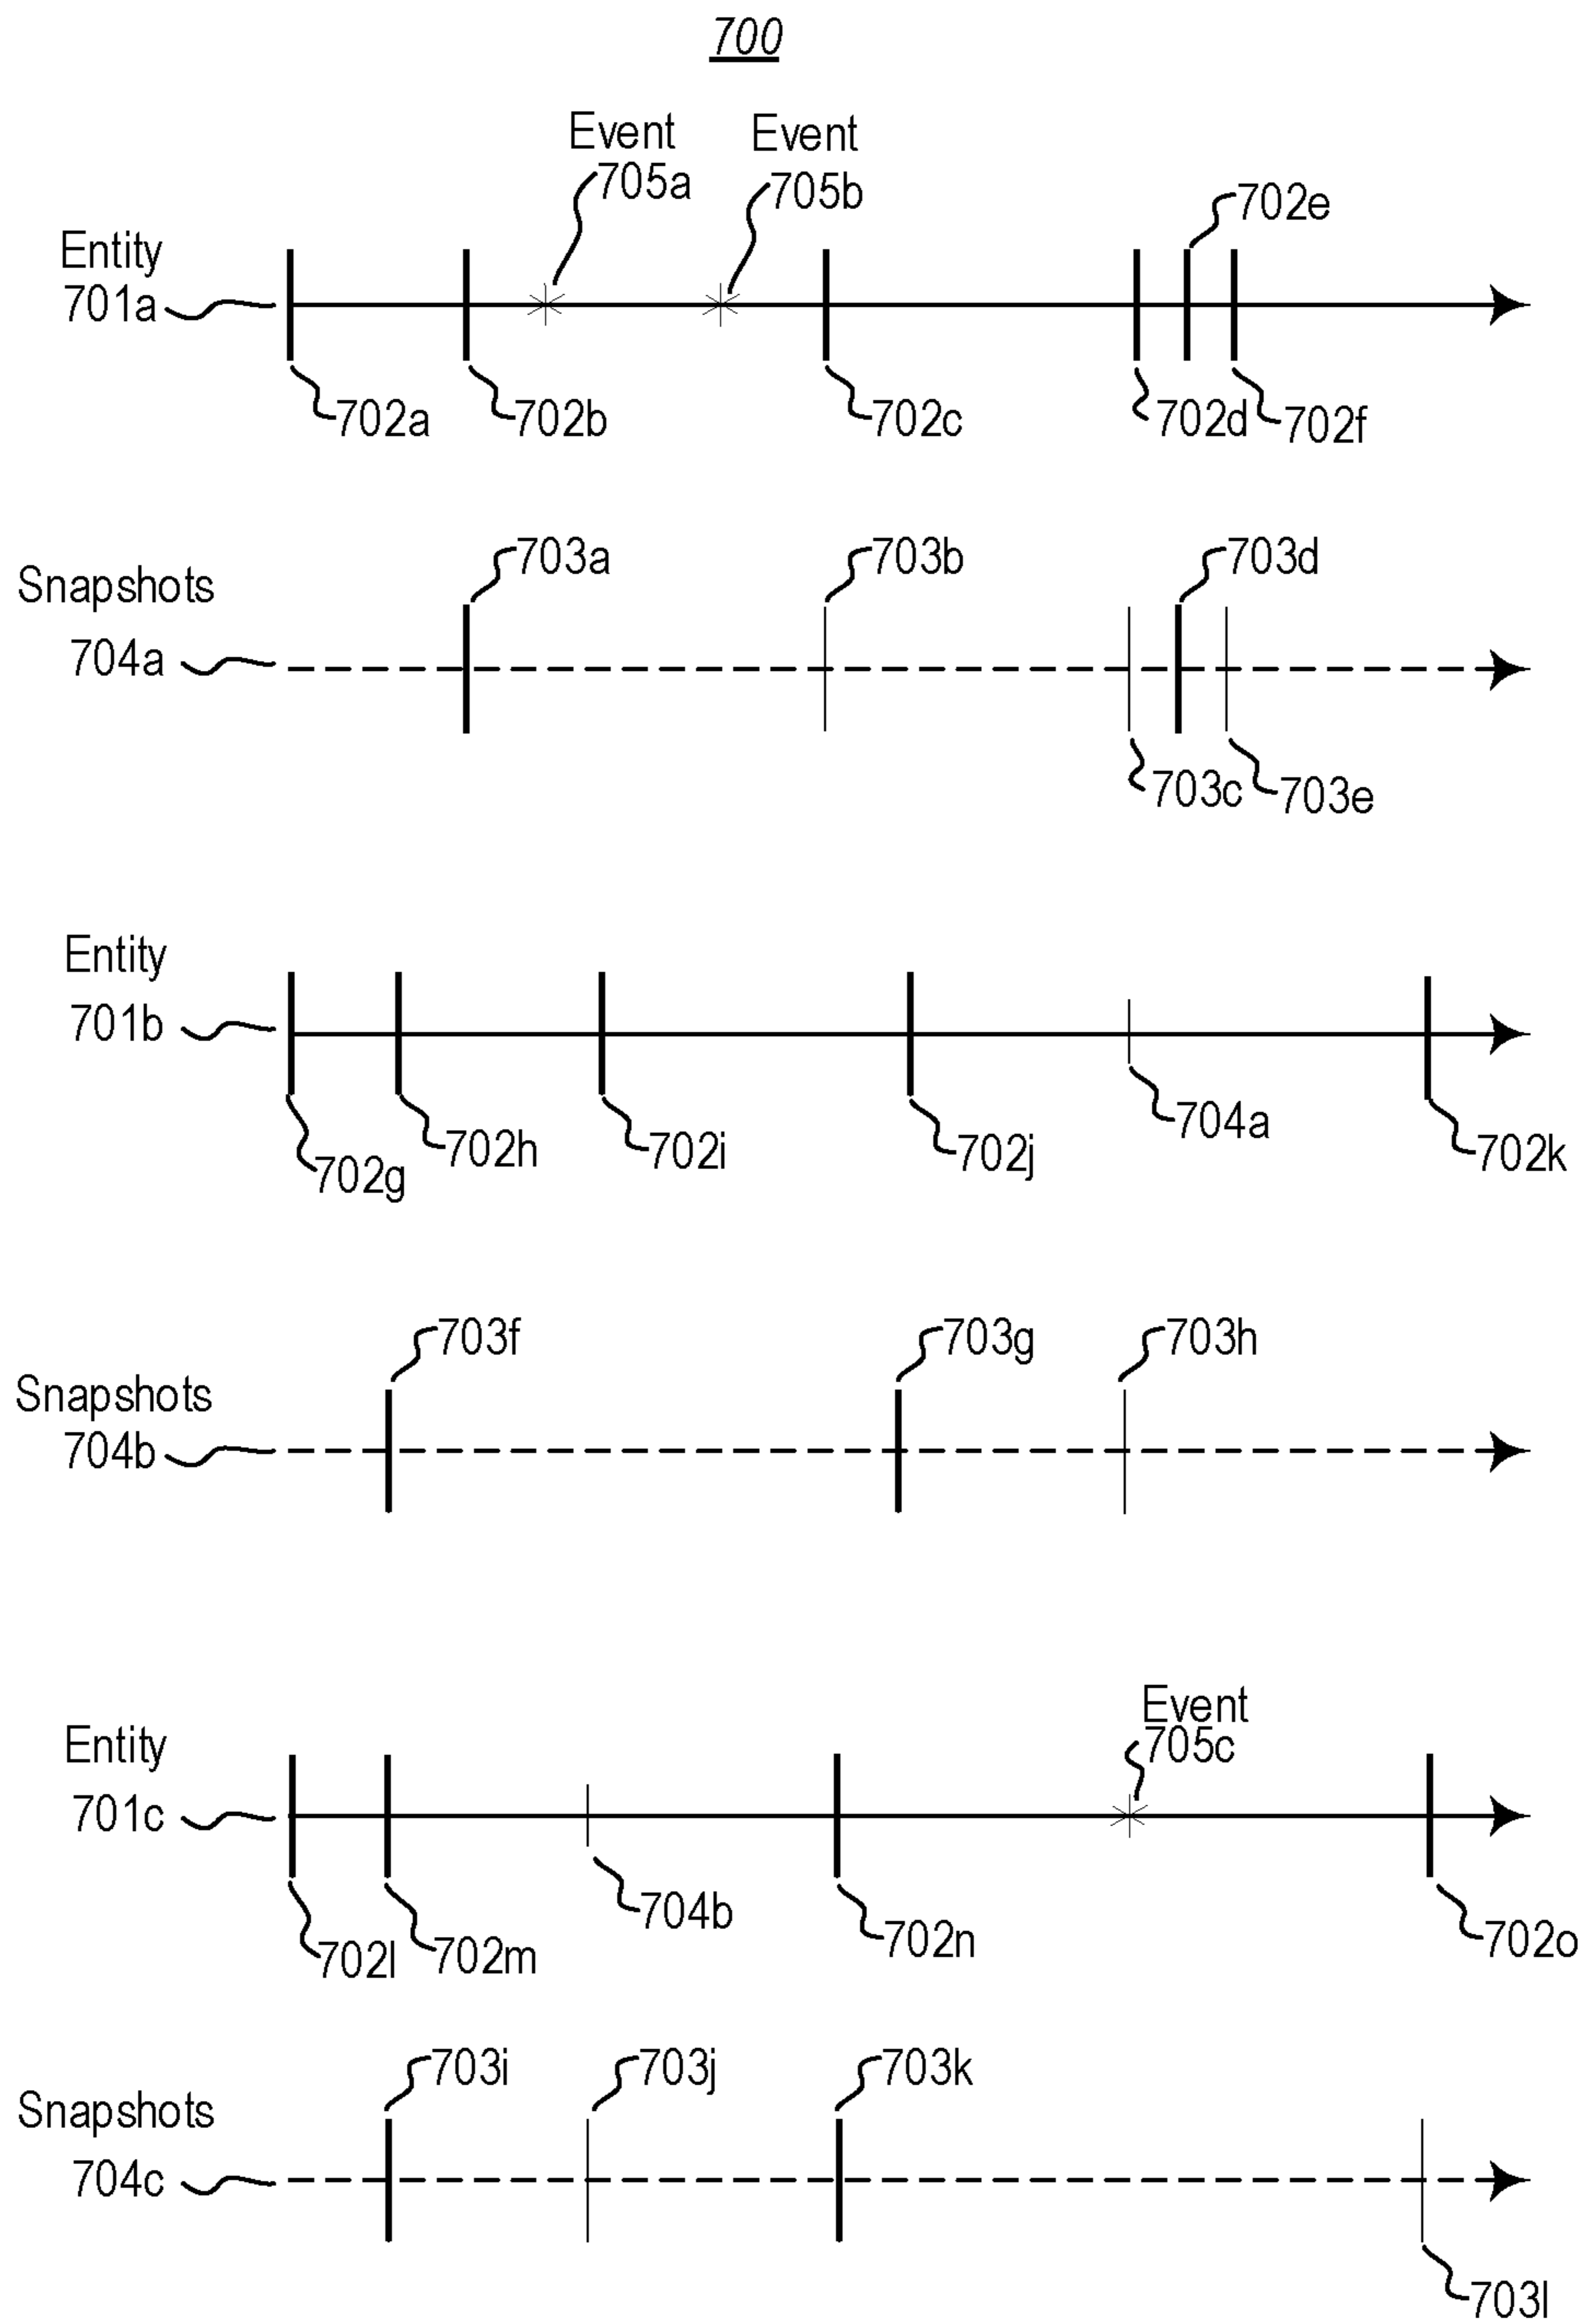 700
Event
705a
Event
705b
702e
Entity
701a
702a
702b
702c
702d
702f
703a
703b
703d
Snapshots
704a
703c
703e
Entity
701b
702g
702h
702i
702j
704a
702k
703f
703g
703h
Snapshots
704b
Event
705c
Entity
701c
702l
702m
704b
702n
702o
703i
703j
703k
Snapshots
704c
703l